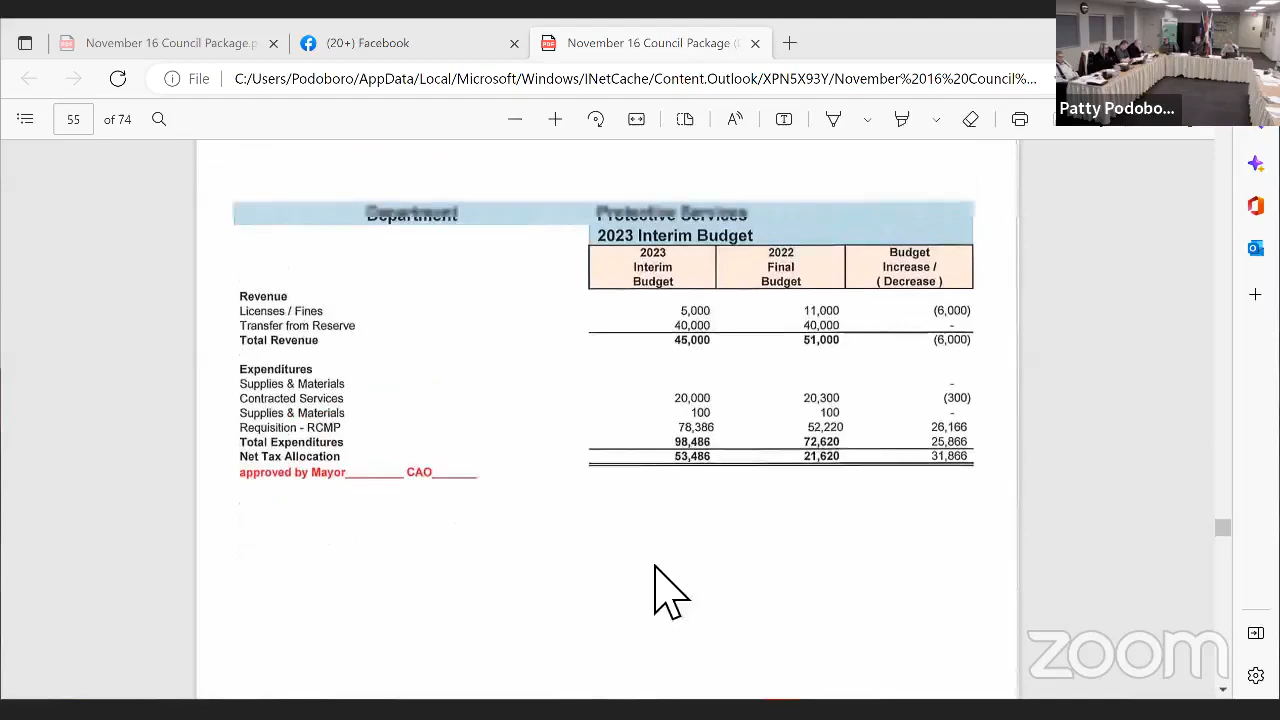 November 16 Council Package.p
(20+) Facebook
November 16 Council Package (
File C:/Users/Podoboro/AppData/Local/Microsoft/Windows/INetCache/Content.Outlook/XPN5X93Y/November%2016%20Council%...
Patty Podobo...
55 of 74
Department Protective Services
2023 Interim Budget
2023 2022 Budget
Interim Final Increase /
Budget Budget ( Decrease )
Revenue
Licenses / Fines 5,000 11,000 (6,000)
Transfer from Reserve 40,000 40,000 -
Total Revenue 45,000 51,000 (6,000)
Expenditures
Supplies & Materials -
Contracted Services 20,000 20,300 (300)
Supplies & Materials 100 100 -
Requisition - RCMP 78,386 52,220 26,166
Total Expenditures 98,486 72,620 25,866
Net Tax Allocation 53,486 21,620 31,866
approved by Mayor_________ CAO______
zoom